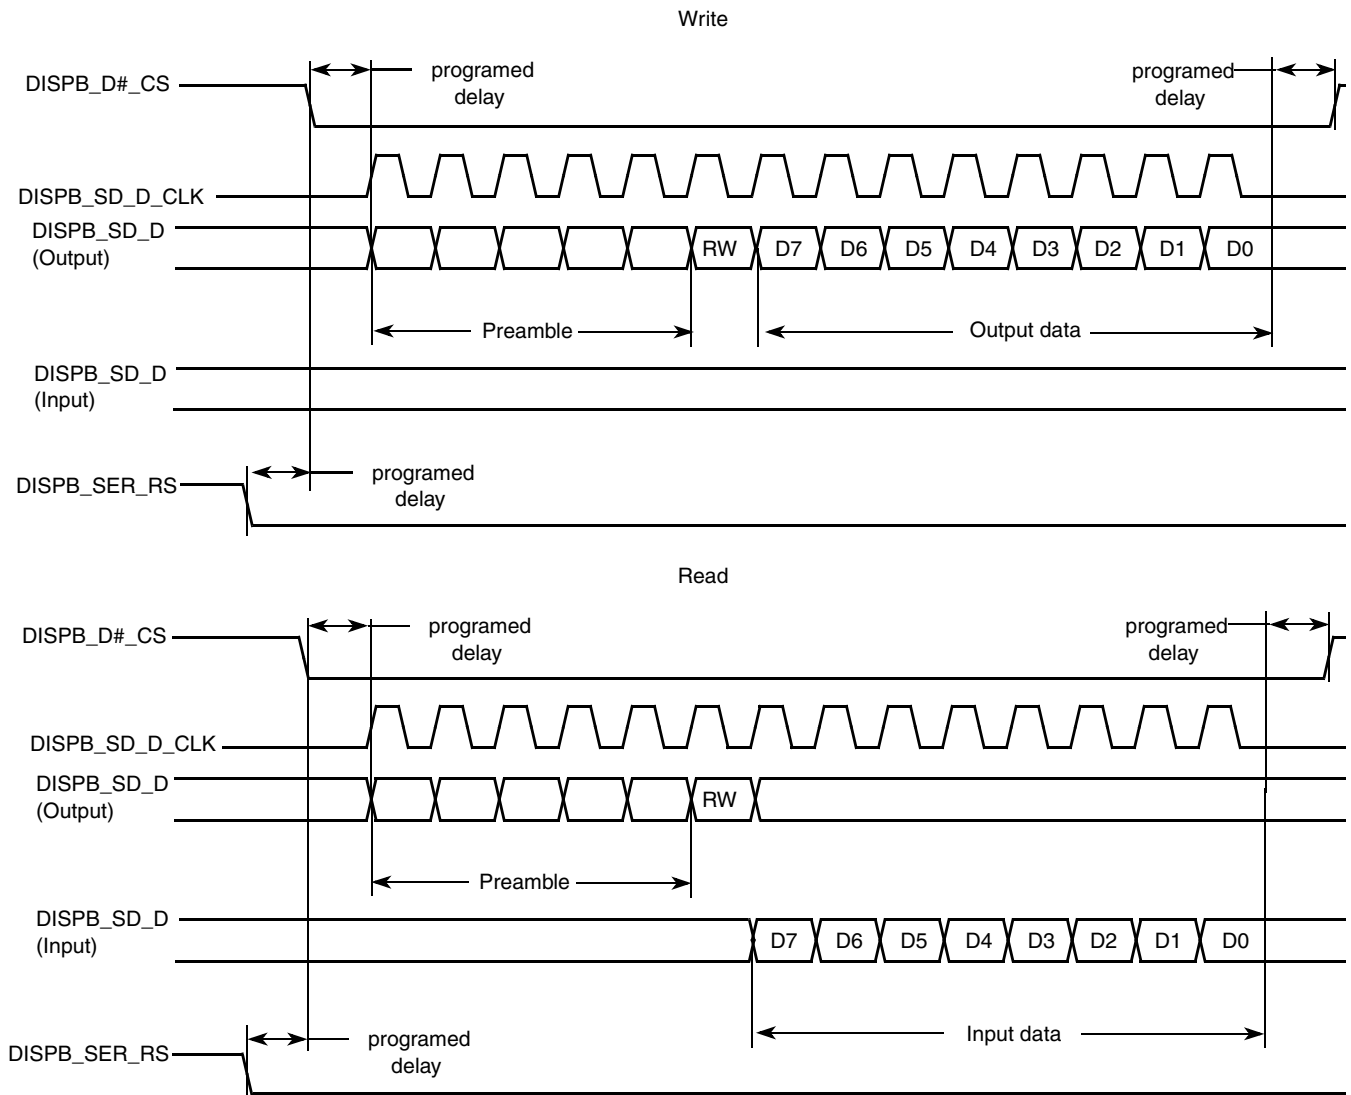 Write
programed
delay
programed
delay
DISPB_D#_CS
DISPB_SD_D_CLK
DISPB_SD_D
(Output)
RW D7 D6 D5 D4 D3 D2 D1 D0
Preamble
Output data
DISPB_SD_D
(Input)
DISPB_SER_RS
programed
delay
Read
programed
delay
programed
delay
DISPB_D#_CS
DISPB_SD_D_CLK
DISPB_SD_D
(Output)
RW
Preamble
DISPB_SD_D
(Input)
D7 D6 D5 D4 D3 D2 D1 D0
Input data
DISPB_SER_RS
programed
delay